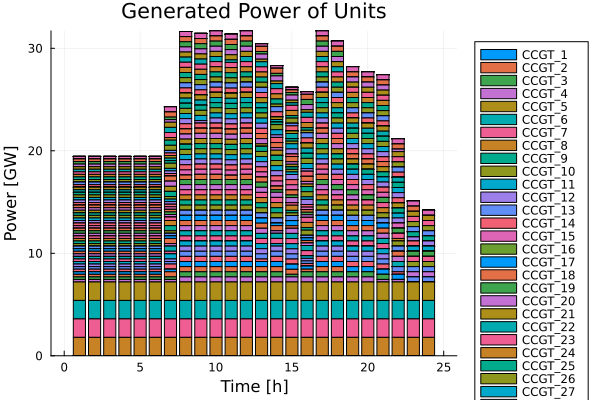 Generated Power of Units
Power [GW]
30
20
10
0
0 5 10 15 20 25
Time [h]
CCGT_1
CCGT_2
CCGT_3
CCGT_4
CCGT_5
CCGT_6
CCGT_7
CCGT_8
CCGT_9
CCGT_10
CCGT_11
CCGT_12
CCGT_13
CCGT_14
CCGT_15
CCGT_16
CCGT_17
CCGT_18
CCGT_19
CCGT_20
CCGT_21
CCGT_22
CCGT_23
CCGT_24
CCGT_25
CCGT_26
CCGT_27